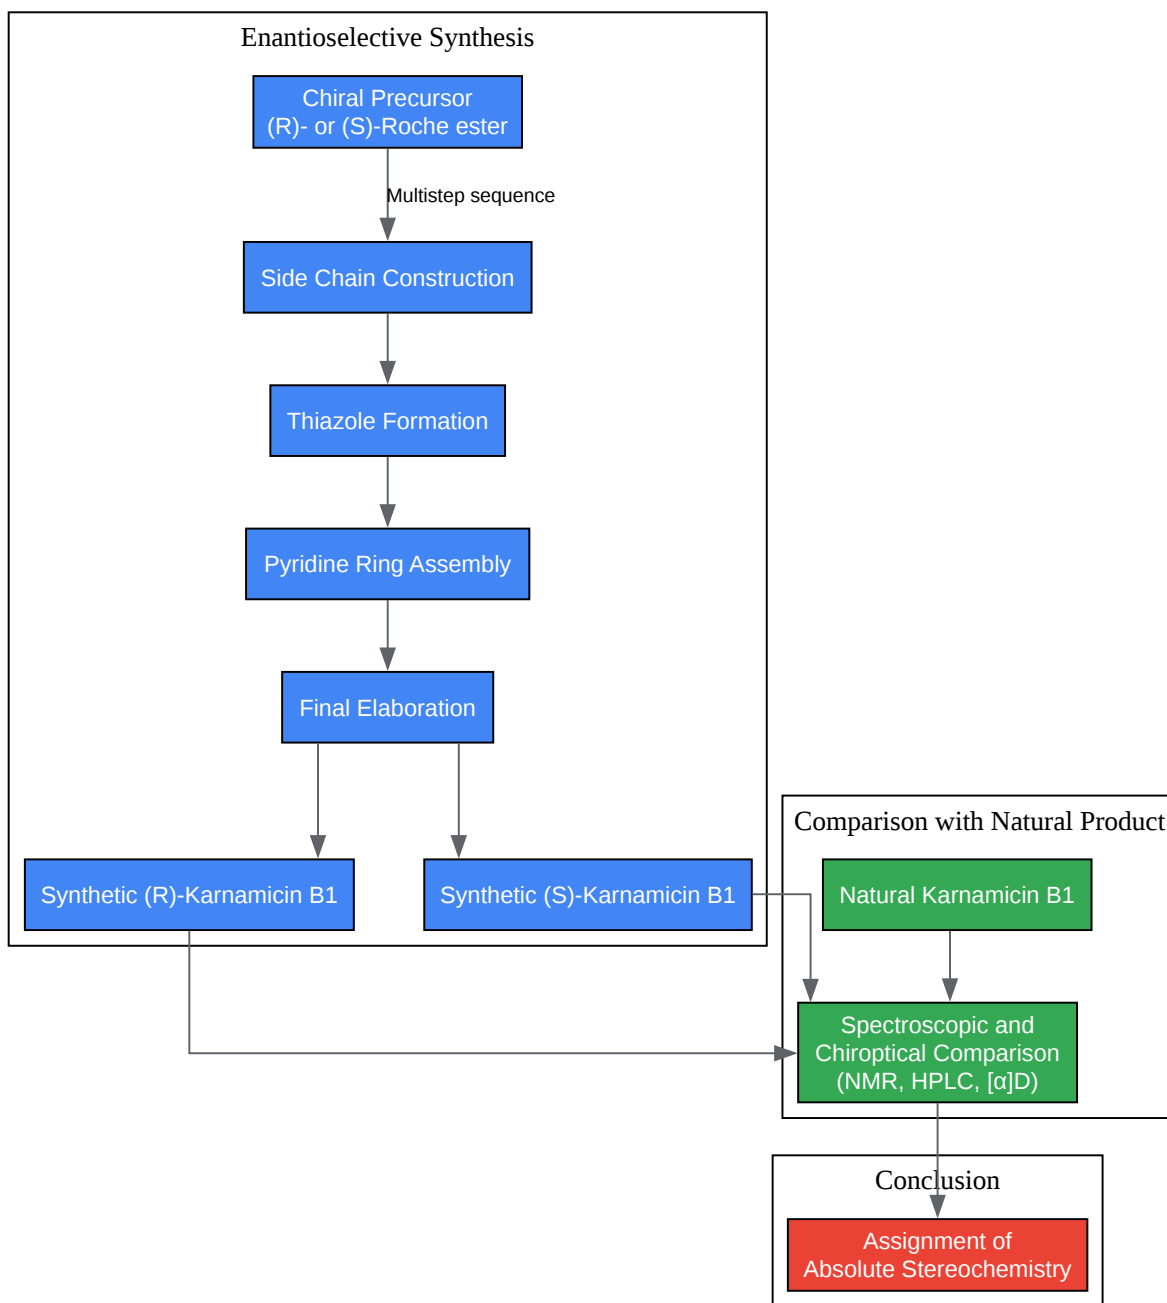 Enantioselective Synthesis
Chiral Precursor
(R)- or (S)-Roche ester
Multistep sequence
Side Chain Construction
Thiazole Formation
Pyridine Ring Assembly
Final Elaboration
Synthetic (R)-Karnamicin B1
Synthetic (S)-Karnamicin B1
Comparison with Natural Product
Natural Karnamicin B1
Spectroscopic and
Chiroptical Comparison
(NMR, HPLC, [α]D)
Conclusion
Assignment of
Absolute Stereochemistry